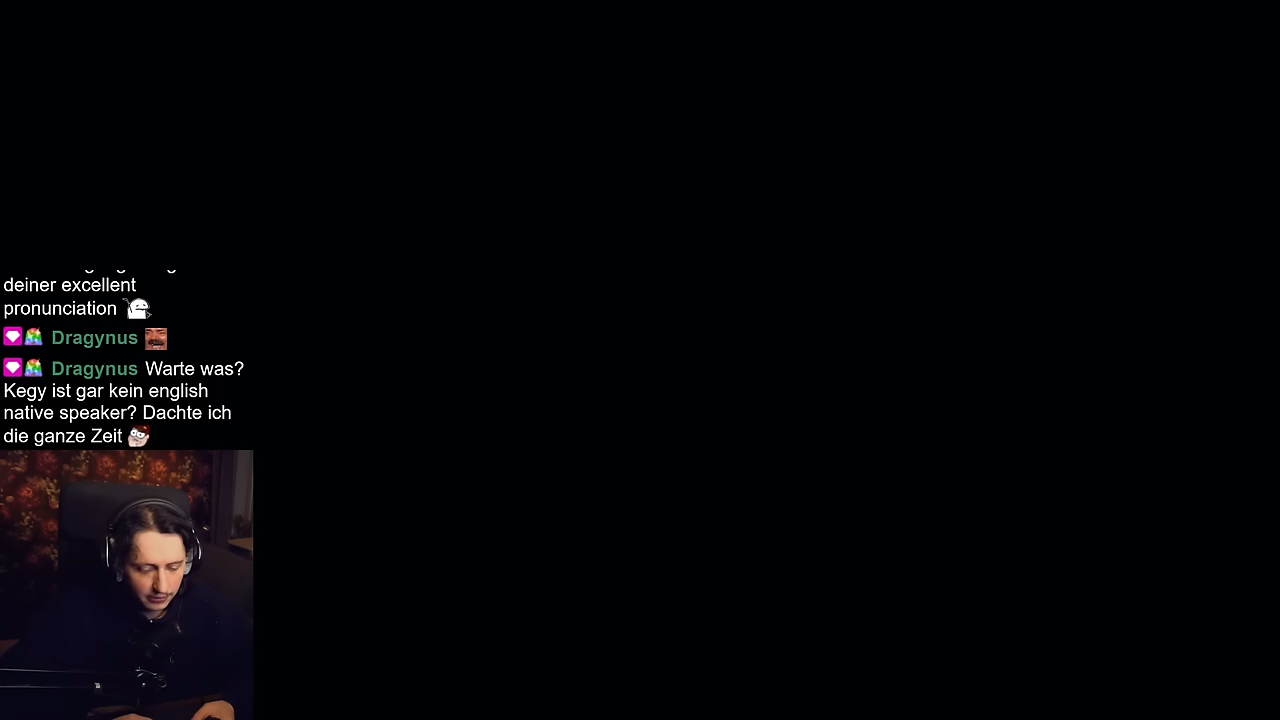 deiner excellent
pronunciation
Dragynus
Dragynus Warte was?
Kegy ist gar kein english
native speaker? Dachte ich
die ganze Zeit